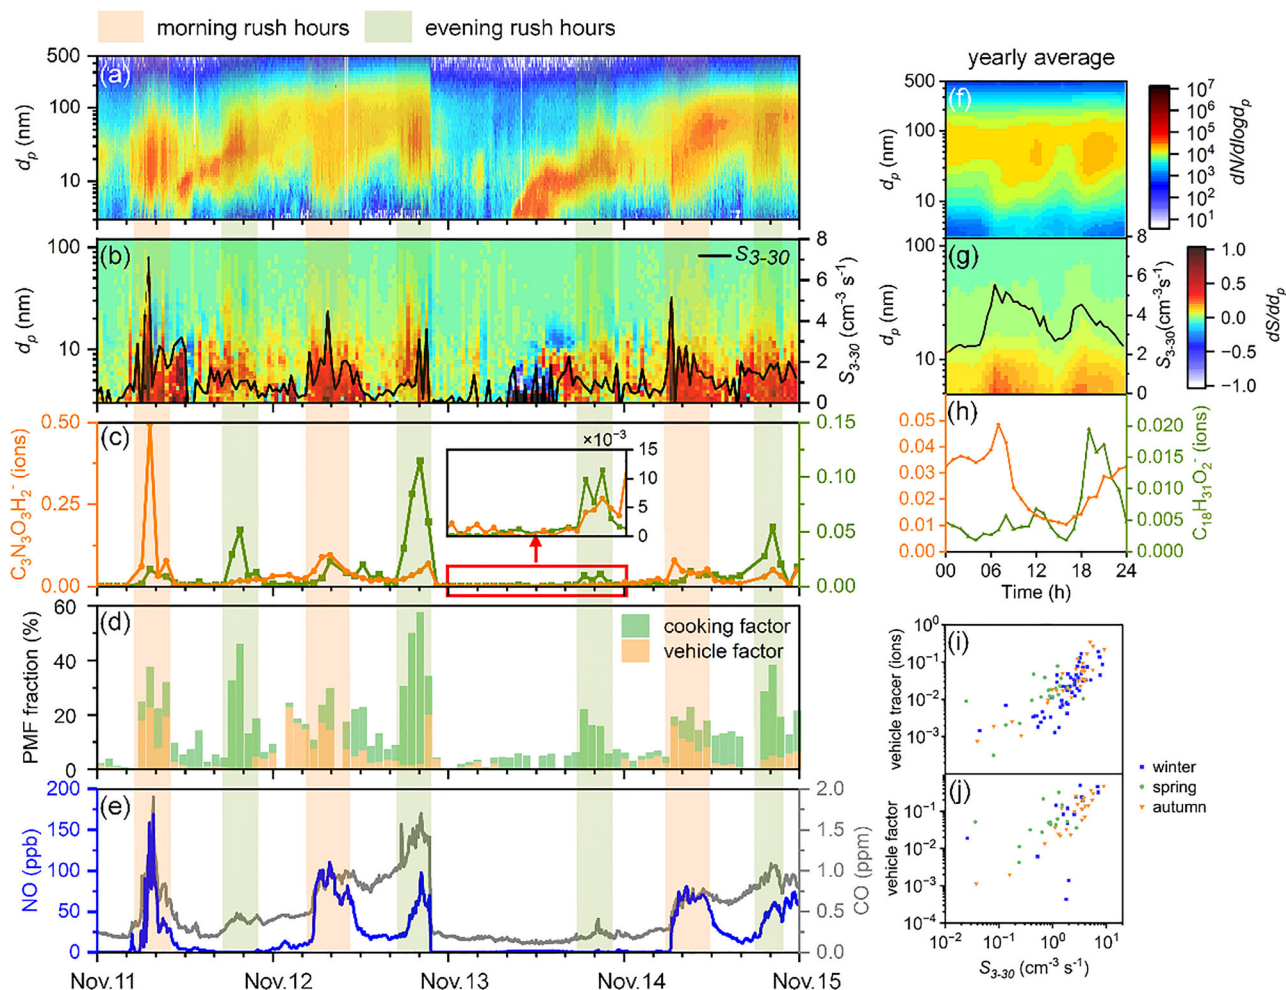 morning rush hours
evening rush hours
yearly average
(a)
500
100
10
d_p (nm)
(f)
500
100
10
d_p (nm)
10^7
10^6
10^5
10^4
10^3
10^2
10^1
dN/dlogd_p
(b)
S_3-30
100
10
d_p (nm)
8
6
4
2
0
S_3-30 (cm^-3 s^-1)
(g)
100
10
d_p (nm)
8
6
4
2
0
S_3-30(cm^-3s^-1)
1.0
0.5
0.0
−0.5
−1.0
dS/dd_p
(c)
0.50
0.25
0.00
C_3N_3O_3H_2^- (ions)
×10^-3
15
10
5
0
0.15
0.10
0.05
0.00
(h)
0.05
0.04
0.03
0.02
0.01
0.00
0.020
0.015
0.010
0.005
0.000
C_18H_31O_2^- (ions)
00
06
12
18
24
Time (h)
(d)
cooking factor
vehicle factor
60
40
20
0
PMF fraction (%)
(e)
200
150
100
50
0
NO (ppb)
2.0
1.5
1.0
0.5
0.0
CO (ppm)
Nov.11
Nov.12
Nov.13
Nov.14
Nov.15
(i)
10^0
10^-1
10^-2
10^-3
vehicle tracer (ions)
(j)
10^-1
10^-2
10^-3
10^-4
vehicle factor
winter
spring
autumn
10^-2
10^-1
10^0
10^1
S_3-30 (cm^-3 s^-1)